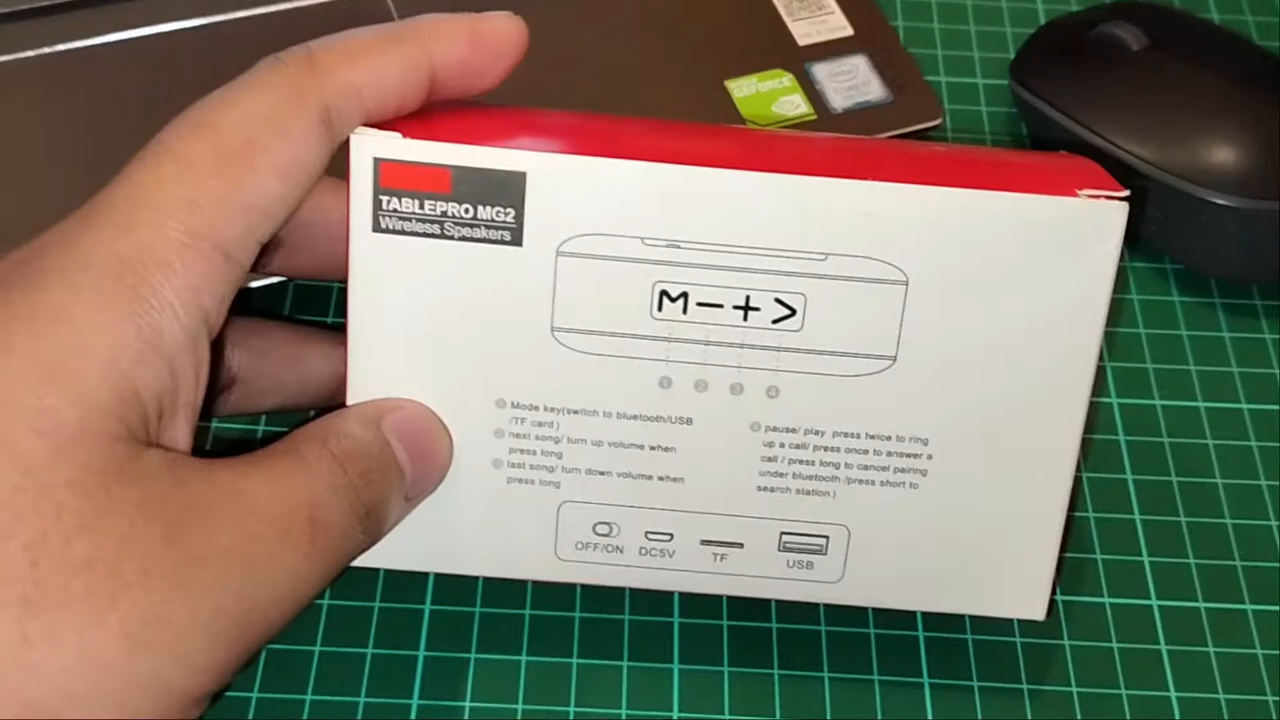 GEFORCE
intel
TABLEPRO MG2
Wireless Speakers
M − + >
1 2 3 4
1 Mode key(switch to bluetooth/USB
/TF card)
2 next song/ turn up volume when
press long
3 last song/ turn down volume when
press long
4 pause/ play press twice to ring
up a call/ press once to answer a
call / press long to cancel pairing
under bluetooth /press short to
search station)
OFF/ON DC5V TF USB